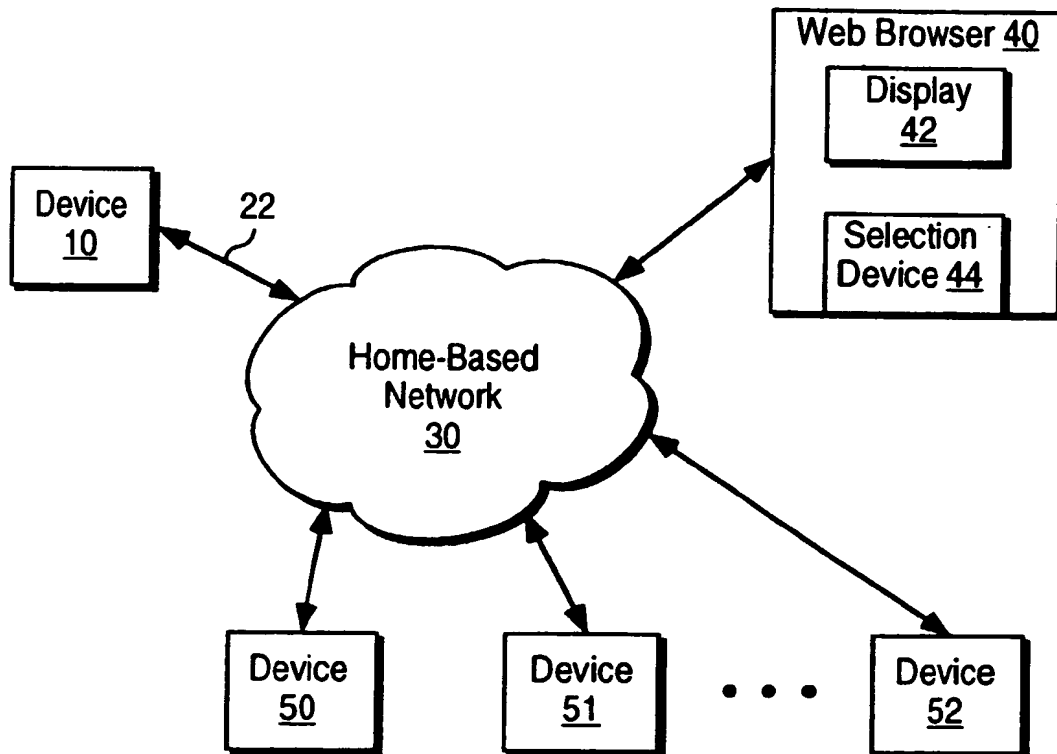 Web Browser 40
Display
42
Selection
Device 44
Device
10
22
Home-Based
Network
30
Device
50
Device
51
Device
52